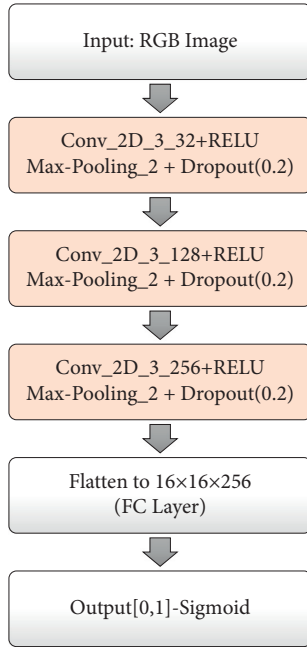 Input: RGB Image
Conv_2D_3_32+RELU
Max-Pooling_2 + Dropout(0.2)
Conv_2D_3_128+RELU
Max-Pooling_2 + Dropout(0.2)
Conv_2D_3_256+RELU
Max-Pooling_2 + Dropout(0.2)
Flatten to 16×16×256
(FC Layer)
Output[0,1]-Sigmoid